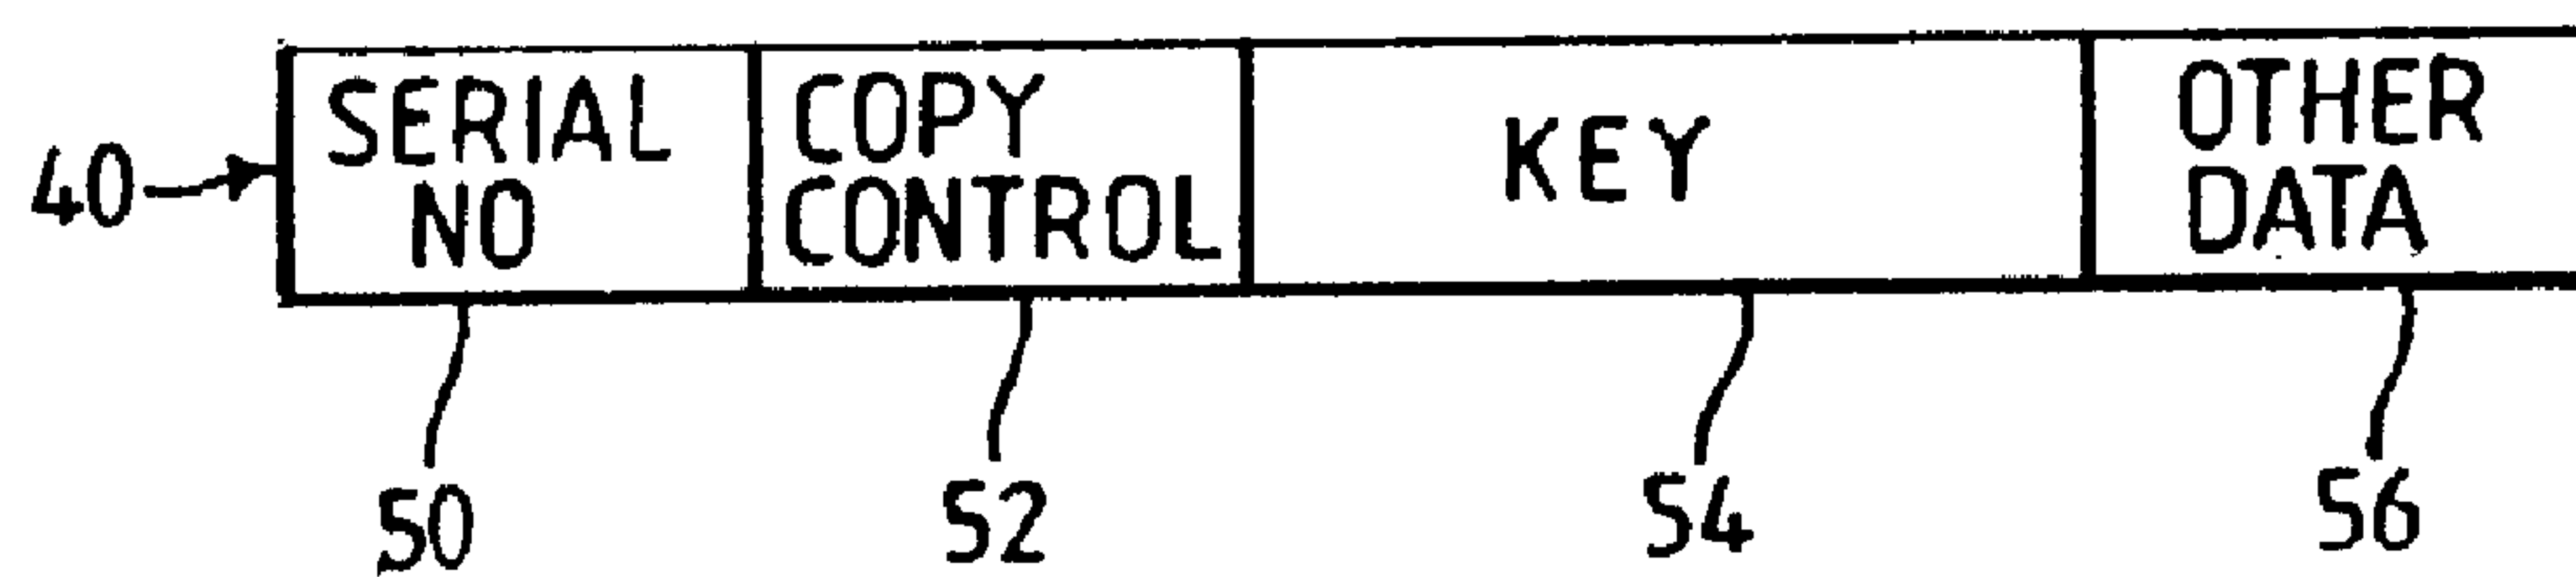 40
SERIAL
NO
COPY
CONTROL
KEY
OTHER
DATA
50
52
54
56